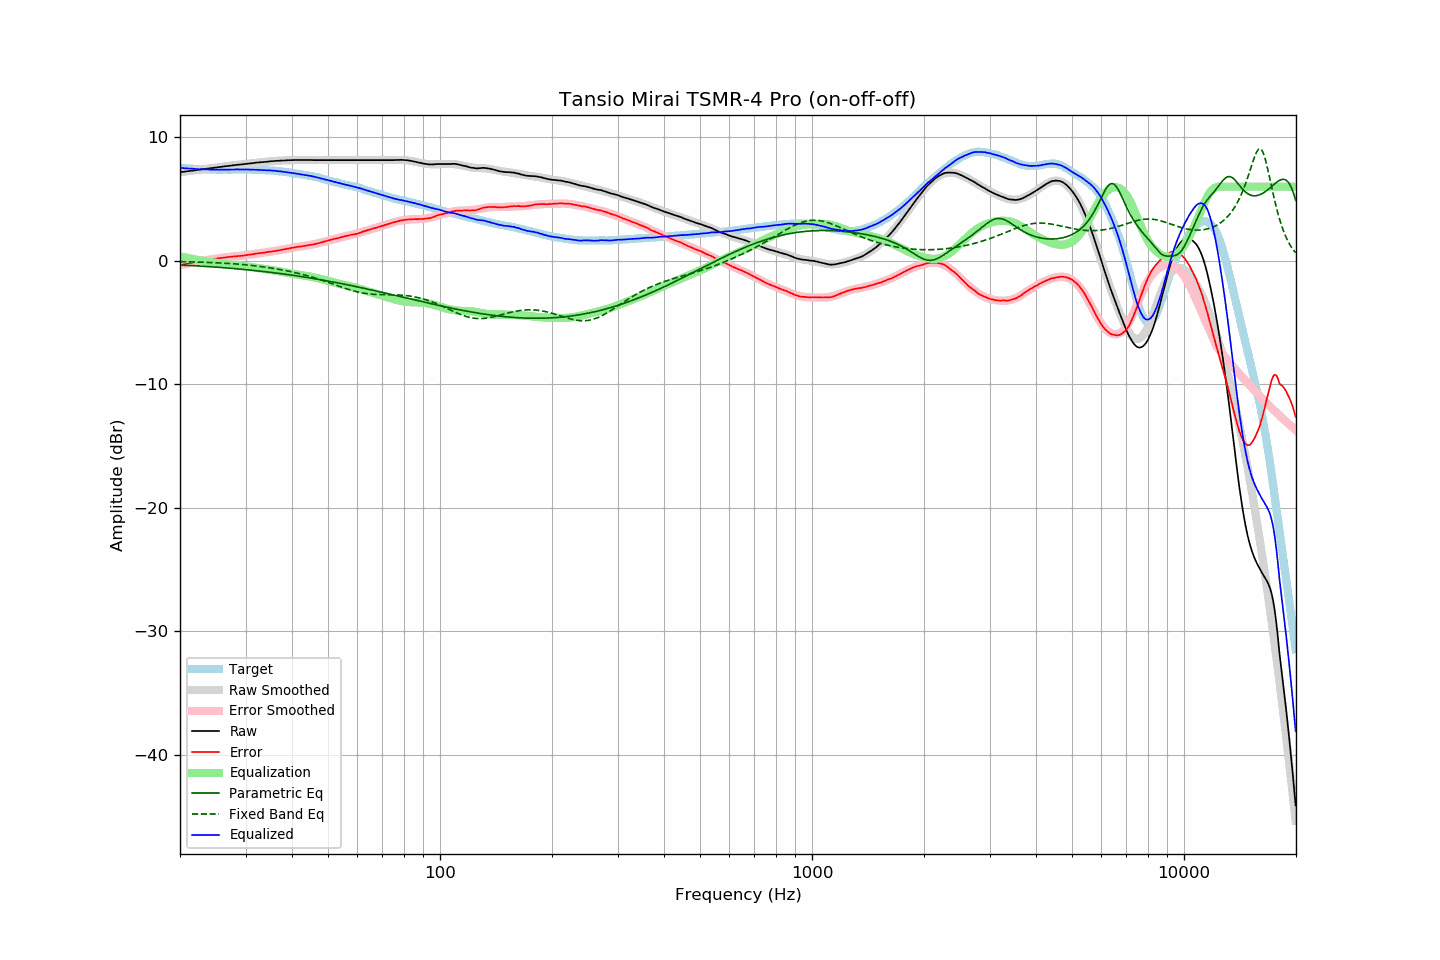 Tansio Mirai TSMR-4 Pro (on-off-off)
10
0
−10
−20
−30
−40
Amplitude (dBr)
Target
Raw Smoothed
Error Smoothed
Raw
Error
Equalization
Parametric Eq
Fixed Band Eq
Equalized
100
1000
10000
Frequency (Hz)